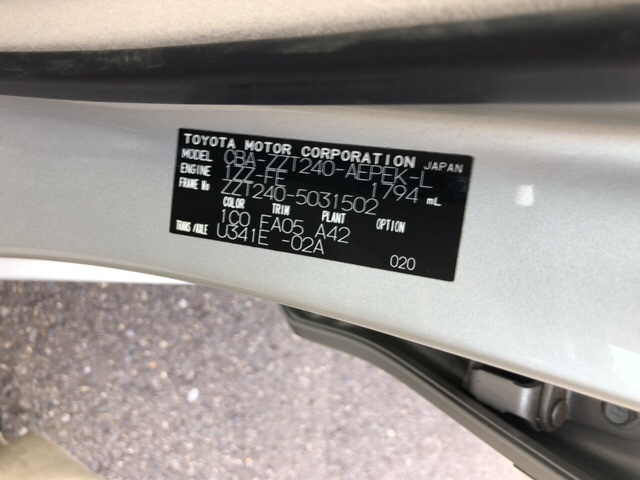 TOYOTA MOTOR CORPORATION JAPAN
MODEL CBA-ZZT240-AEPEK-L
ENGINE 1ZZ-FE 1794 mL
FRAME No ZZT240-5031502
COLOR TRIM PLANT OPTION
1C0 FA05 A42
TRANS/AXLE U341E -02A
020